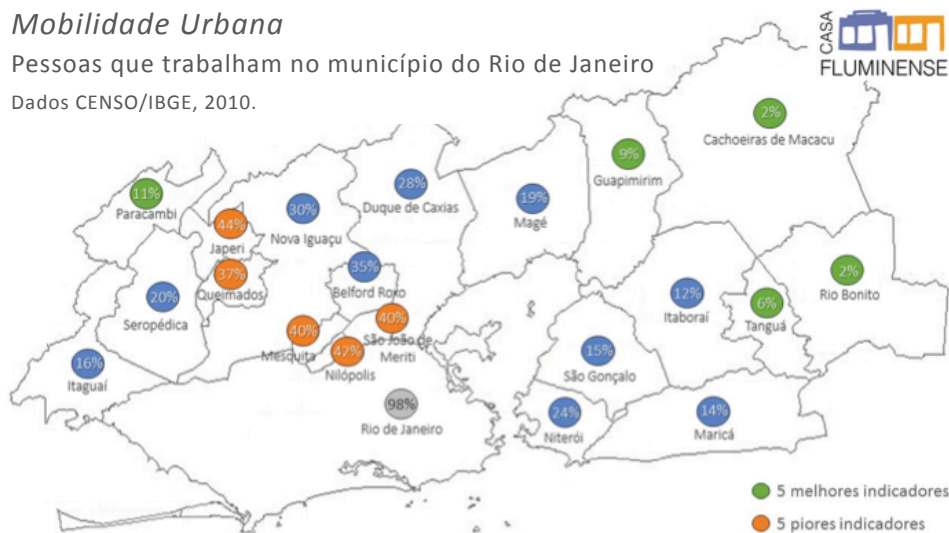 Mobilidade Urbana
Pessoas que trabalham no município do Rio de Janeiro
Dados CENSO/IBGE, 2010.
CASA
FLUMINENSE
2%
Cachoeiras de Macacu
9%
Guapimirim
28%
Duque de Caxias
19%
Magé
11%
Paracambi
30%
Nova Iguaçu
44%
Japeri
37%
Queimados
35%
Belford Roxo
2%
Rio Bonito
20%
Seropédica
12%
Itaboraí
6%
Tanguá
40%
Mesquita
40%
São João de
Meriti
42%
Nilópolis
16%
Itaguaí
15%
São Gonçalo
98%
Rio de Janeiro
24%
Niterói
14%
Maricá
5 melhores indicadores
5 piores indicadores